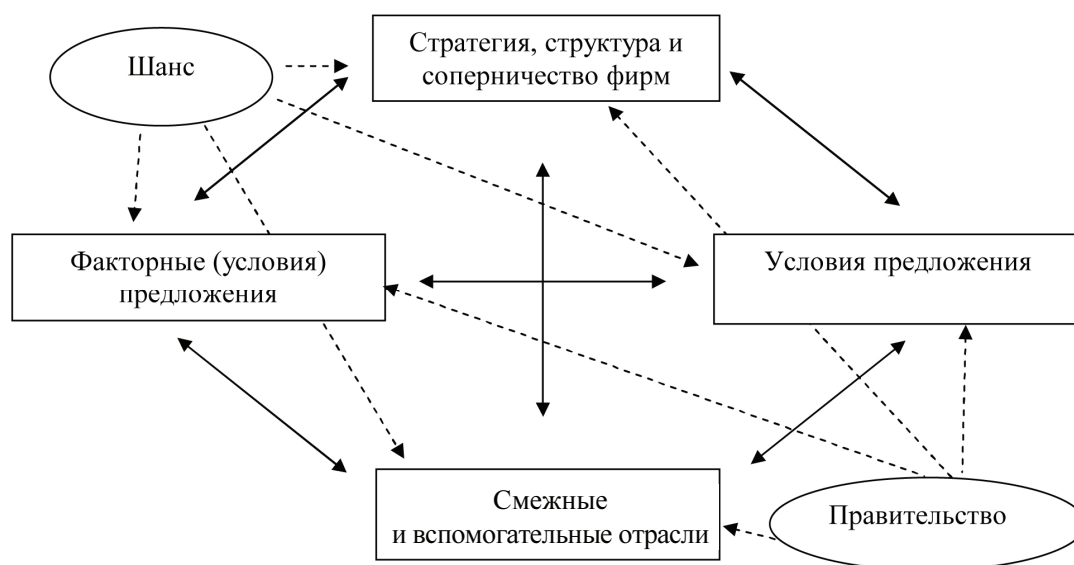 Шанс
Стратегия, структура и
соперничество фирм
Факторные (условия)
предложения
Условия предложения
Смежные
и вспомогательные отрасли
Правительство